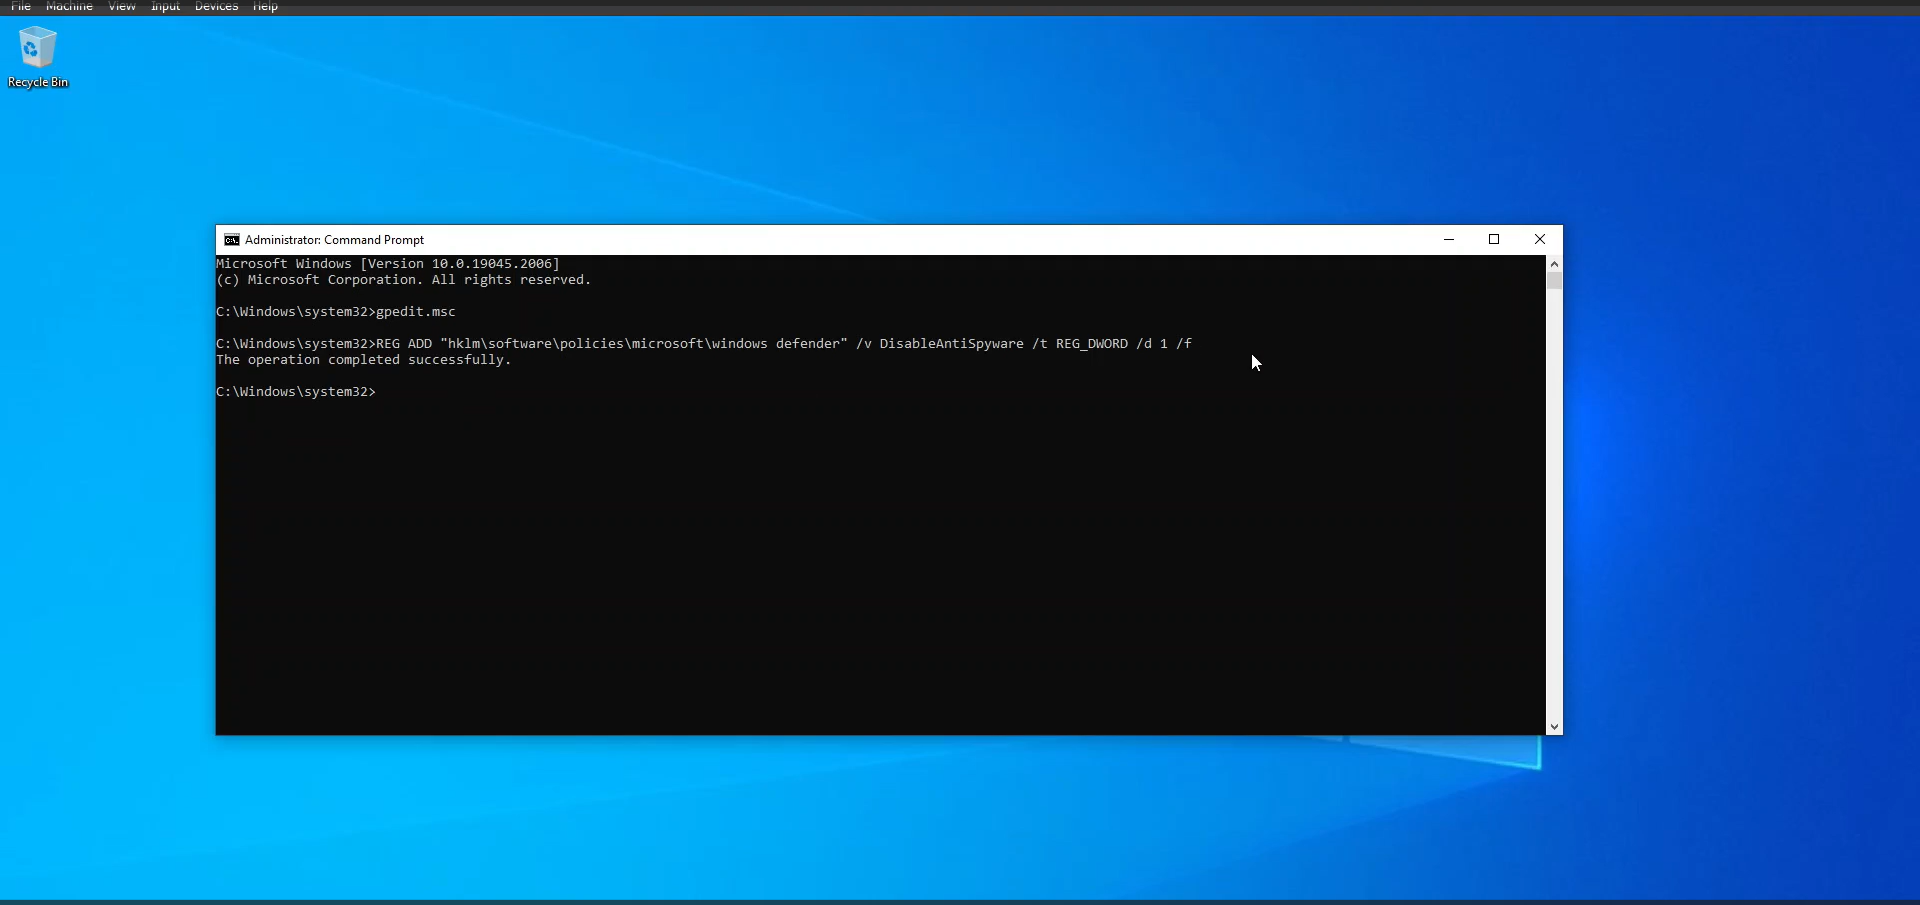 File Machine View Input Devices Help
Recycle Bin
Administrator: Command Prompt
Microsoft Windows [Version 10.0.19045.2006]
(c) Microsoft Corporation. All rights reserved.
C:\Windows\system32>gpedit.msc
C:\Windows\system32>REG ADD "hklm\software\policies\microsoft\windows defender" /v DisableAntiSpyware /t REG_DWORD /d 1 /f
The operation completed successfully.
C:\Windows\system32>